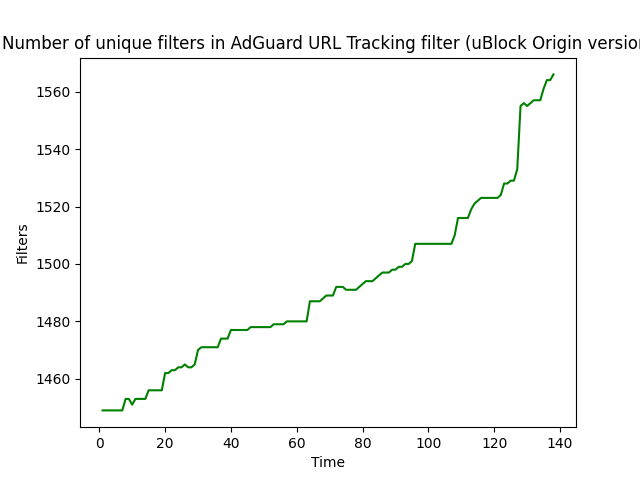 Number of unique filters in AdGuard URL Tracking filter (uBlock Origin version
1560
1540
1520
1500
1480
1460
Filters
0 20 40 60 80 100 120 140
Time